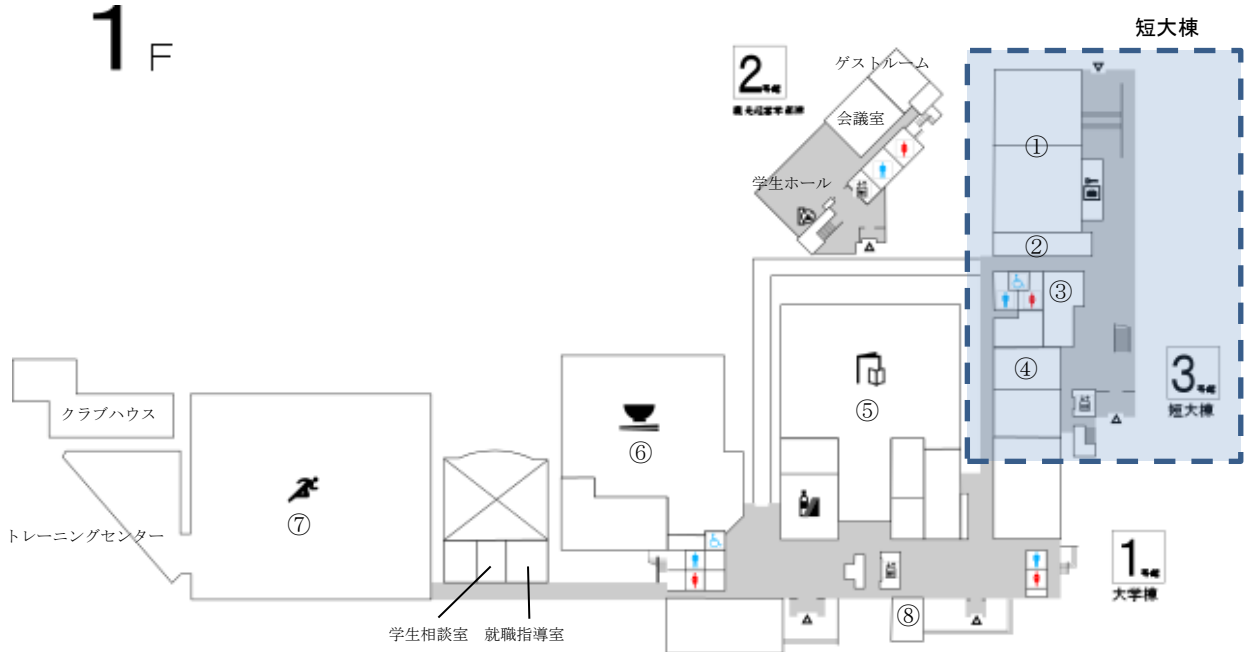 1F
短大棟
2号館
ゲストルーム
会議室
学生ホール
①
②
③
④
3号館
短大棟
⑤
⑥
クラブハウス
⑦
トレーニングセンター
1号館
大学棟
⑧
学生相談室
就職指導室